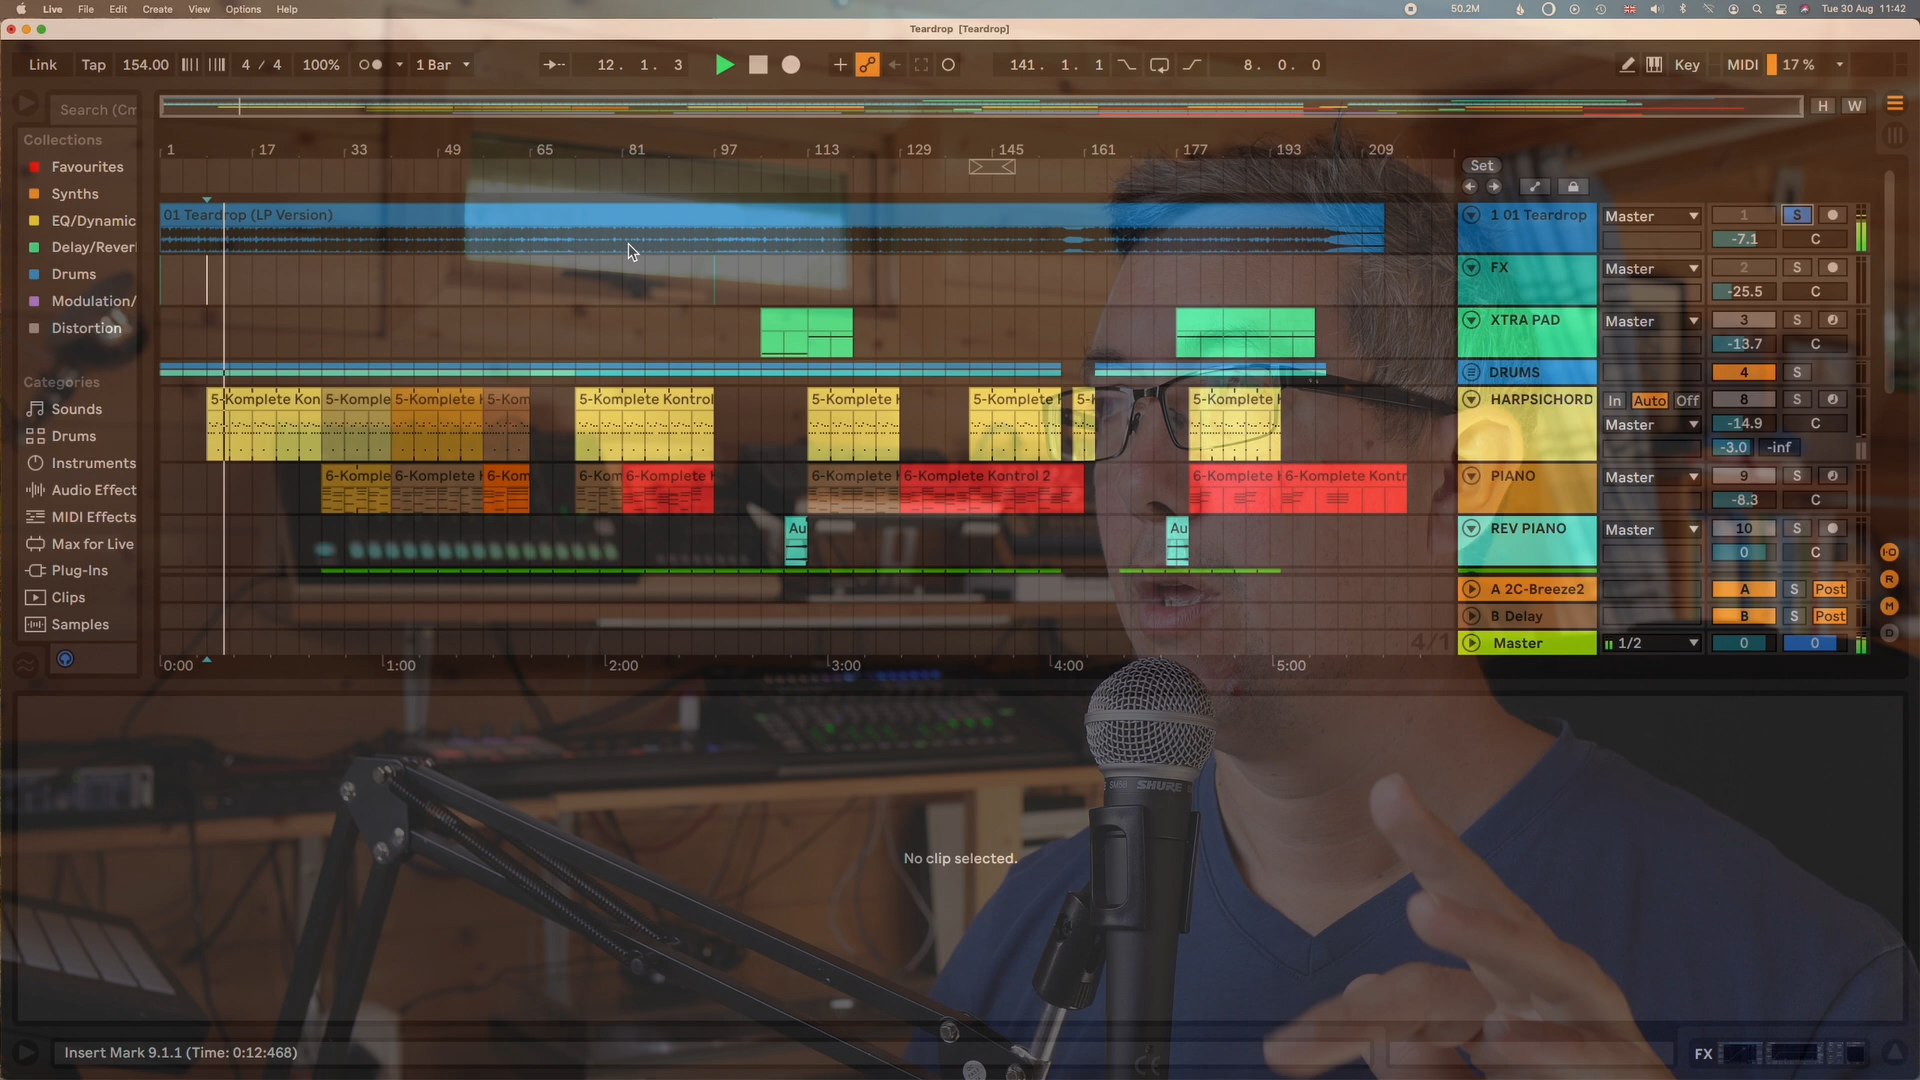 Live File Edit Create View Options Help 50.2M Tue 30 Aug 11:42
Teardrop [Teardrop]
Link Tap 154.00 4 / 4 100% 1 Bar 12. 1. 3 141. 1. 1 8. 0. 0 Key MIDI 17 %
Search (Cm H W
Collections
1 17 33 49 65 81 97 113 129 145 161 177 193 209
Favourites Set
Synths
01 Teardrop (LP Version) 1 01 Teardrop Master 1 S
EQ/Dynamic
-7.1 C
Delay/Rever
FX Master 2 S
Drums
-25.5 C
Modulation/
XTRA PAD Master 3 S
Distortion
-13.7 C
DRUMS 4 S
Categories
5-Komplete Kon 5-Komple 5-Komplete K 5-Kom 5-Komplete Kontrol 5-Komplete K 5-Komplete K 5-K 5-Komplete K HARPSICHORD In Auto Off 8 S
Sounds
Master -14.9 C
Drums
-3.0 -inf
Instruments
6-Komple 6-Komplete K 6-Kom 6-Kom 6-Komplete K 6-Komplete K 6-Komplete Kontrol 2 6-Komplete K 6-Komplete Kontr PIANO Master 9 S
Audio Effect
-8.3 C
MIDI Effects
Au Au REV PIANO Master 10 S
Max for Live
0 C
Plug-Ins
A 2C-Breeze2 A S Post
Clips
B Delay B S Post
Samples
4/1 Master 1/2 0 0
0:00 1:00 2:00 3:00 4:00 5:00
SM58 SHURE
No clip selected.
Insert Mark 9.1.1 (Time: 0:12:468) FX